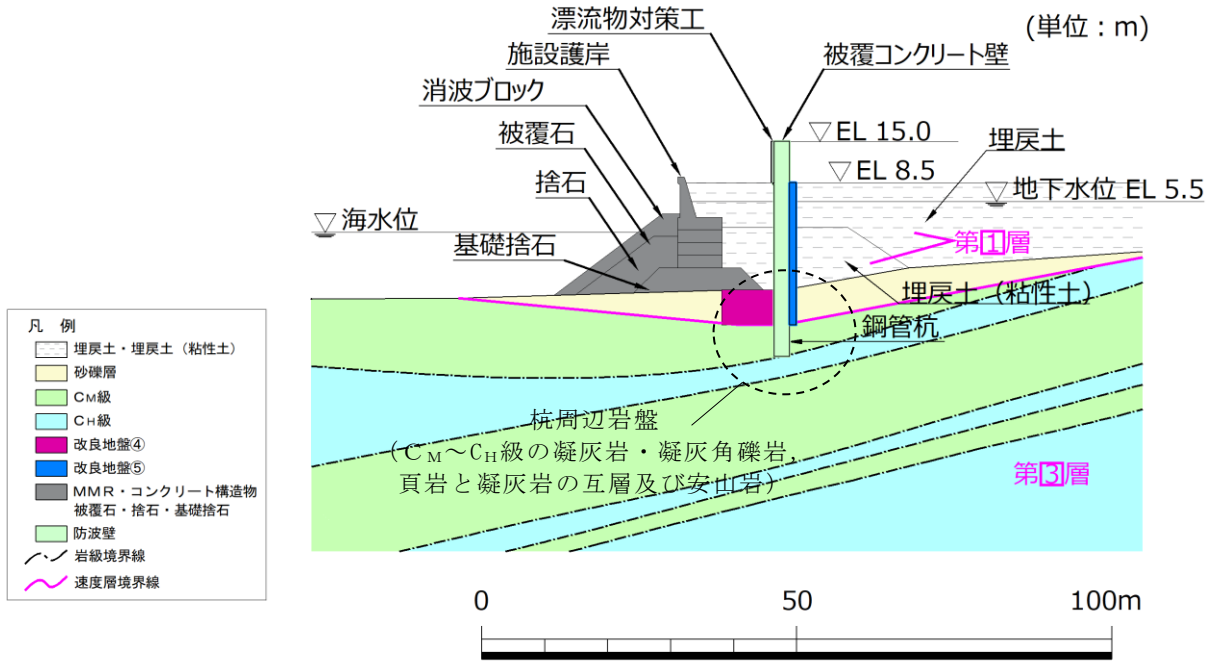 漂流物対策工
(単位：m)
施設護岸
被覆コンクリート壁
消波ブロック
EL 15.0
埋戻土
被覆石
EL 8.5
地下水位 EL 5.5
捨石
海水位
第1層
基礎捨石
埋戻土（粘性土）
鋼管杭
凡 例
埋戻土・埋戻土（粘性土）
砂礫層
CM級
CH級
改良地盤④
改良地盤⑤
MMR・コンクリート構造物
被覆石・捨石・基礎捨石
防波壁
岩級境界線
速度層境界線
杭周辺岩盤
（CM～CH級の凝灰岩・凝灰角礫岩，
頁岩と凝灰岩の互層及び安山岩）
第3層
0 50 100m